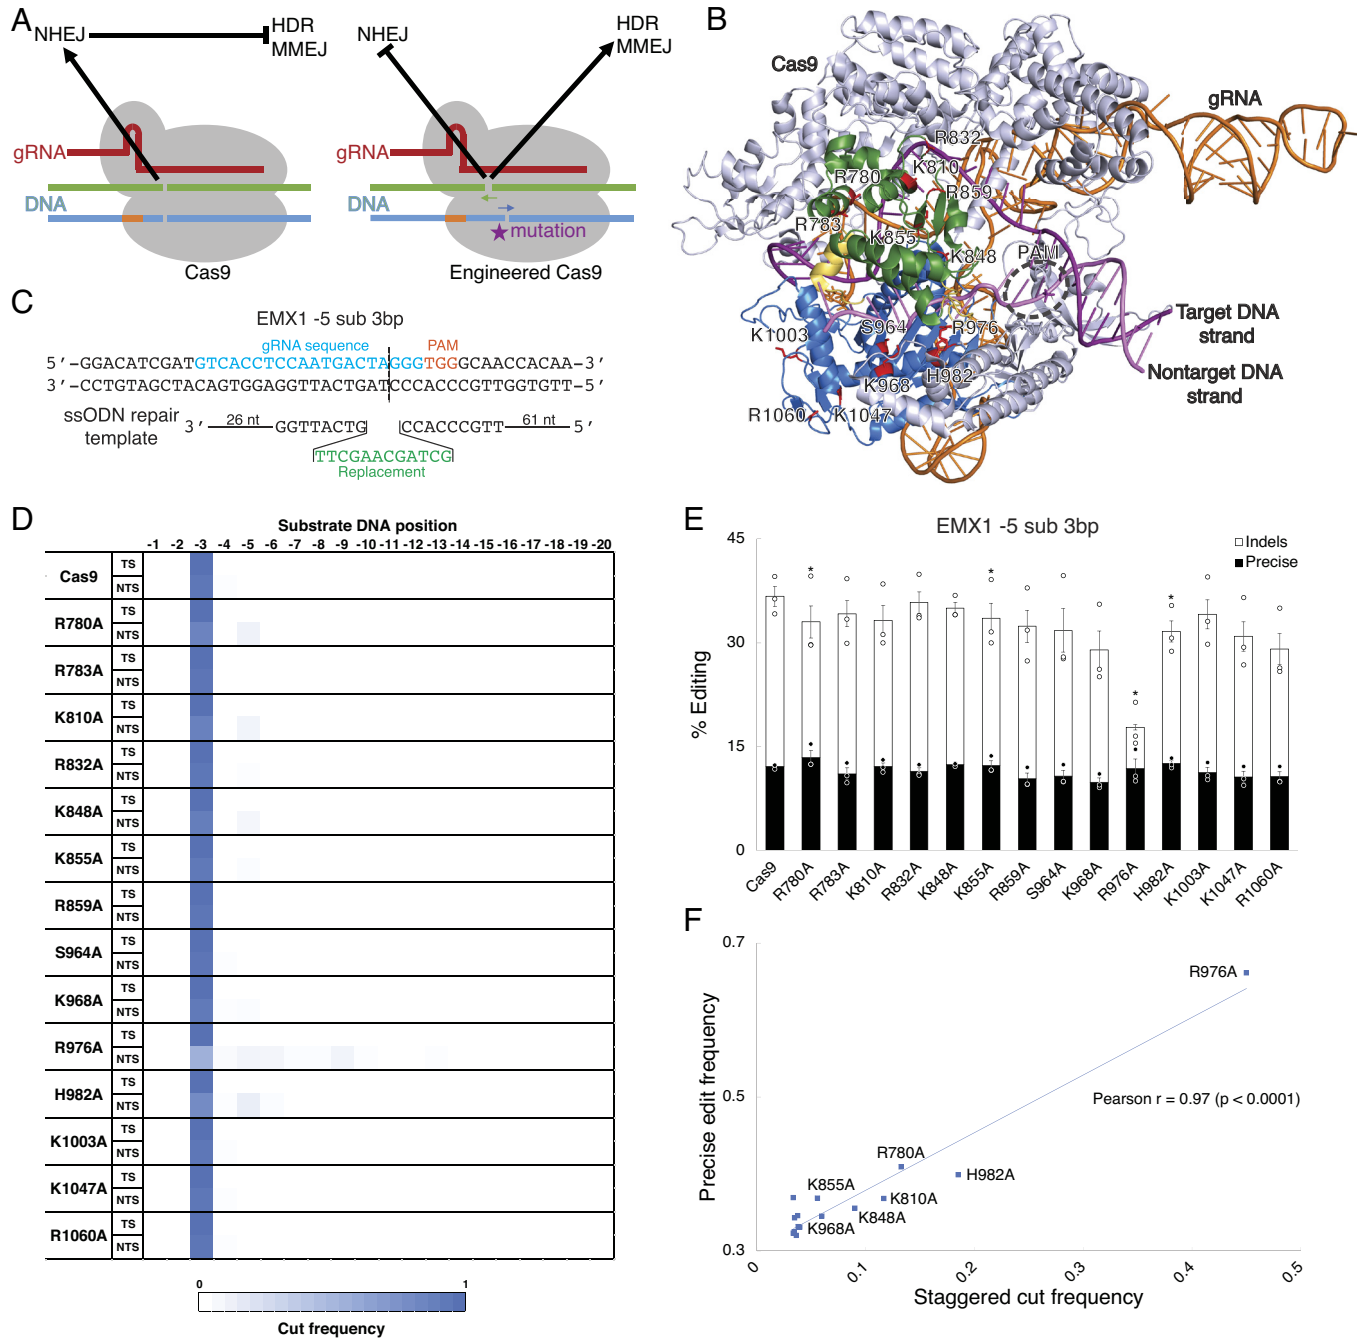 A
NHEJ
HDR
MMEJ
gRNA
DNA
Cas9
NHEJ
HDR
MMEJ
gRNA
DNA
mutation
Engineered Cas9
B
Cas9
gRNA
R832
K810
R780
R859
R783
K855
K848
PAM
S964
R976
K1003
K968
H982
R1060
K1047
Target DNA
strand
Nontarget DNA
strand
C
EMX1 -5 sub 3bp
gRNA sequence
PAM
5′-GGACATCGATGTCACCTCCAATGACTAGGGTGGGCAACCACAA-3′
3′-CCTGTAGCTACAGTGGAGGTTACTGATCCCACCCGTTGGTGTT-5′
ssODN repair
template
3′ 26 nt GGTTACTG CCACCCGTT 61 nt 5′
TTCGAACGATCG
Replacement
D
Substrate DNA position
-1 -2 -3 -4 -5 -6 -7 -8 -9 -10 -11 -12 -13 -14 -15 -16 -17 -18 -19 -20
Cas9 TS
NTS
R780A TS
NTS
R783A TS
NTS
K810A TS
NTS
R832A TS
NTS
K848A TS
NTS
K855A TS
NTS
R859A TS
NTS
S964A TS
NTS
K968A TS
NTS
R976A TS
NTS
H982A TS
NTS
K1003A TS
NTS
K1047A TS
NTS
R1060A TS
NTS
0 1
Cut frequency
E
EMX1 -5 sub 3bp
Indels
Precise
% Editing
45
30
15
0
* * * *
Cas9 R780A R783A K810A R832A K848A K855A R859A S964A K968A R976A H982A K1003A K1047A R1060A
F
Precise edit frequency
0.7
0.5
0.3
R976A
Pearson r = 0.97 (p < 0.0001)
R780A
H982A
K855A
K810A
K848A
K968A
0 0.1 0.2 0.3 0.4 0.5
Staggered cut frequency